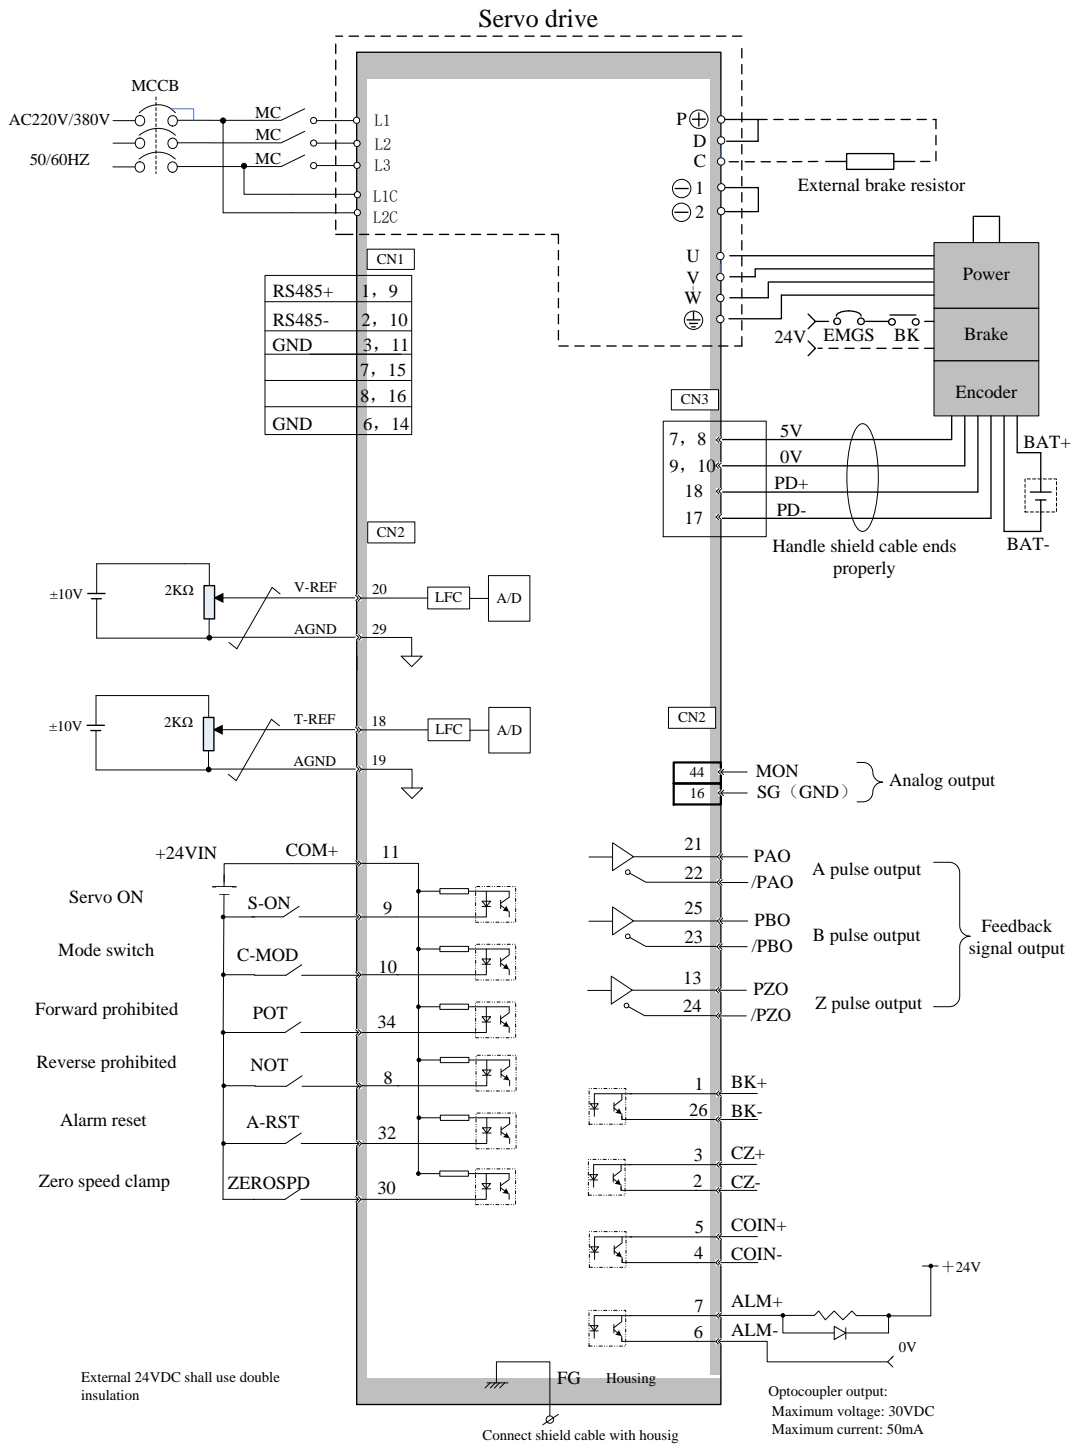 Servo drive
MCCB
AC220V/380V
50/60HZ
MC
MC
MC
L1
L2
L3
L1C
L2C
P
D
C
1
2
External brake resistor
U
V
W
Power
24V
EMGS
BK
Brake
Encoder
CN1
RS485+ 1, 9
RS485- 2, 10
GND 3, 11
7, 15
8, 16
GND 6, 14
CN3
7, 8 5V
9, 10 0V
18 PD+
17 PD-
BAT+
BAT-
Handle shield cable ends
properly
CN2
±10V
2KΩ
V-REF
20
LFC
A/D
AGND
29
±10V
2KΩ
T-REF
18
LFC
A/D
AGND
19
CN2
44 MON
16 SG（GND）
Analog output
+24VIN
COM+
11
Servo ON
S-ON
9
Mode switch
C-MOD
10
Forward prohibited
POT
34
Reverse prohibited
NOT
8
Alarm reset
A-RST
32
Zero speed clamp
ZEROSPD
30
21 PAO
22 /PAO
A pulse output
25 PBO
23 /PBO
B pulse output
13 PZO
24 /PZO
Z pulse output
Feedback
signal output
1 BK+
26 BK-
3 CZ+
2 CZ-
5 COIN+
4 COIN-
7 ALM+
6 ALM-
＋24V
0V
External 24VDC shall use double
insulation
FG
Housing
Connect shield cable with housig
Optocoupler output:
Maximum voltage: 30VDC
Maximum current: 50mA